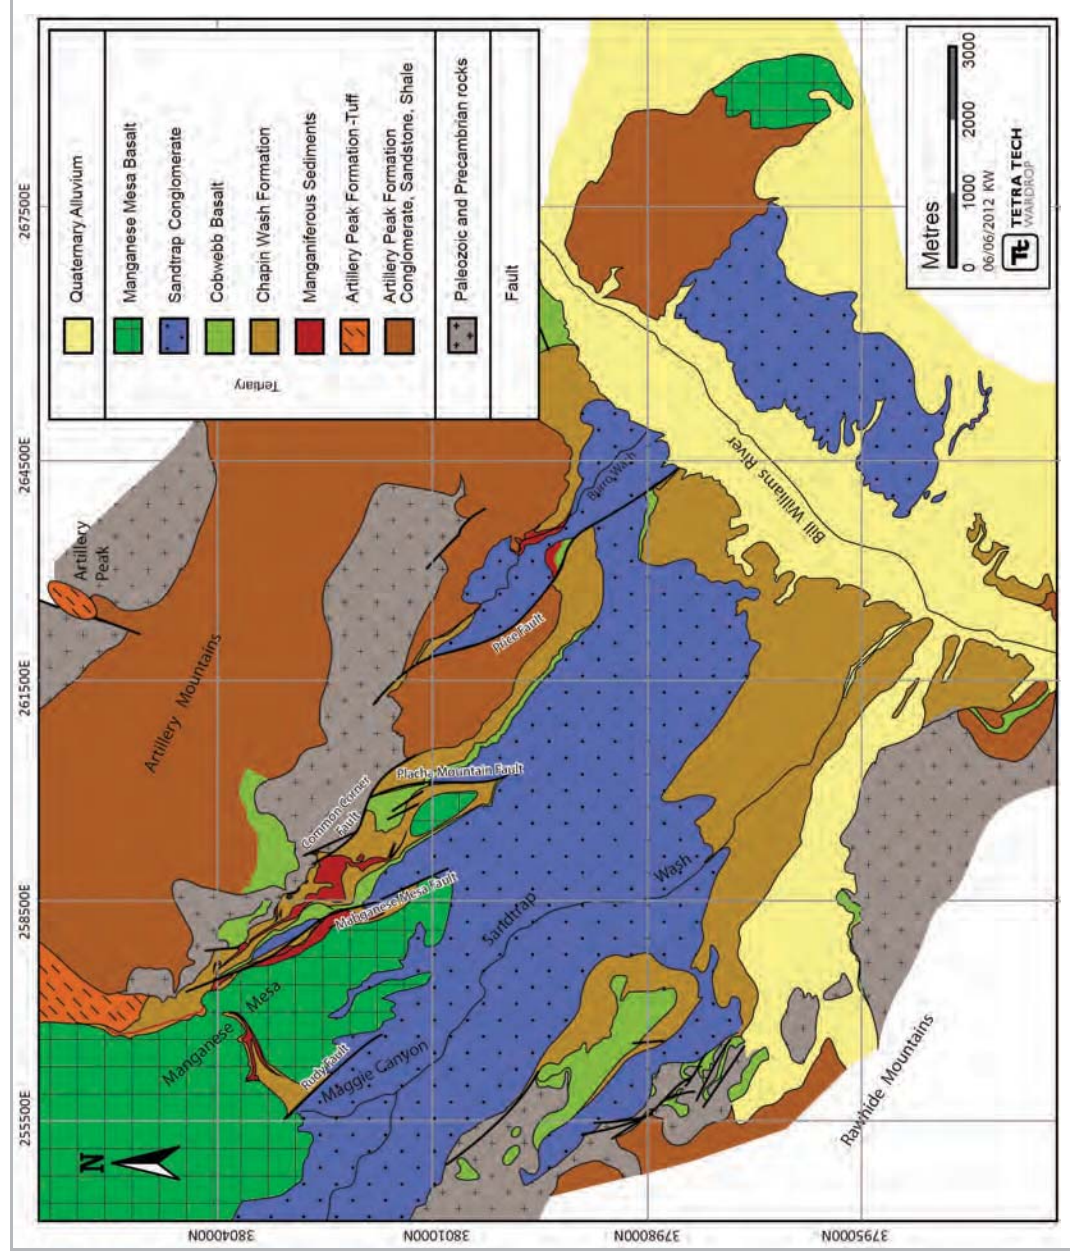 Quaternary Alluvium
Manganese Mesa Basalt
Sandtrap Conglomerate
Cobwebb Basalt
Chapin Wash Formation
Manganiferous Sediments
Artillery Peak Formation -Tuff
Artillery Peak Formation
Conglomerate, Sandstone, Shale
Paleozoic and Precambrian rocks
Fault
Tertiary
Metres
0 1000 2000 3000
06/06/2012 KW
Tt
TETRA TECH
WARDROP
267500E
264500E
261500E
258500E
255500E
3804000N
3801000N
3798000N
3795000N
N
Artillery
Peak
Artillery Mountains
Burro Wash
Price Fault
Bill Williams River
Placha Mountain Fault
Common Corner
Fault
Manganese Mesa Fault
Manganese Mesa
Rudy Fault
Maggie Canyon
Sandtrap Wash
Rawhide Mountains